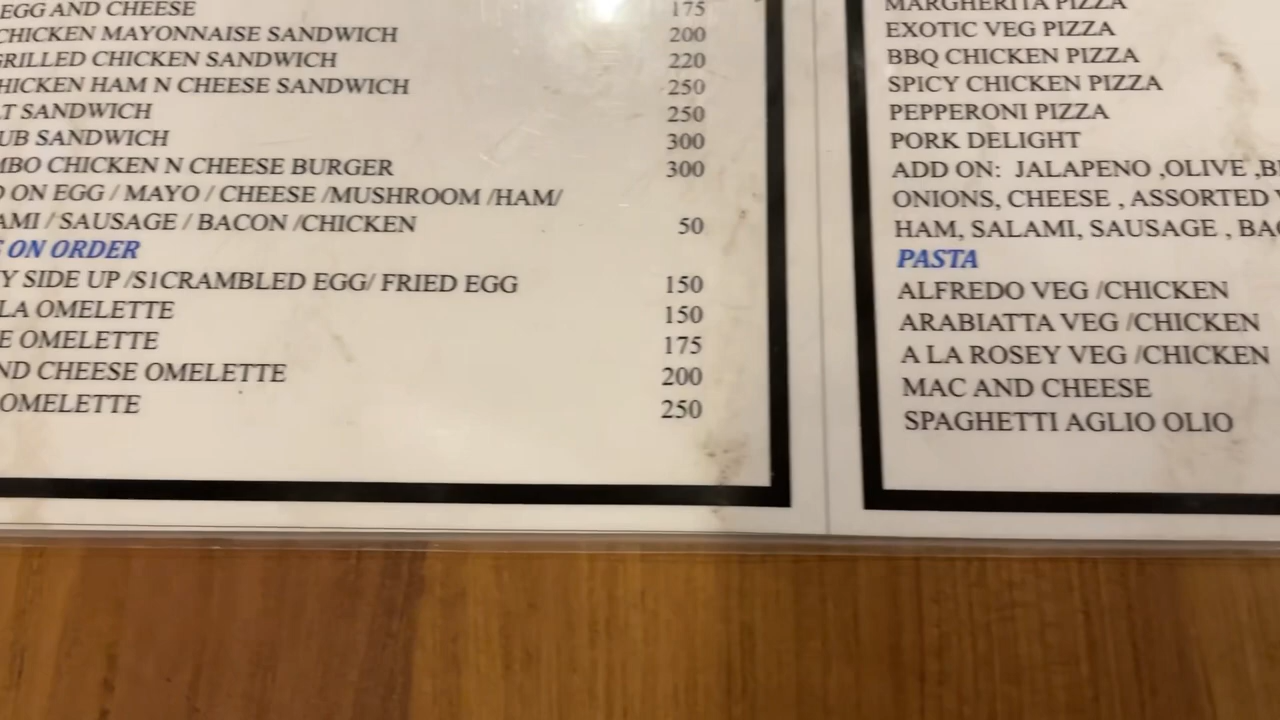 EGG AND CHEESE 175
CHICKEN MAYONNAISE SANDWICH 200
GRILLED CHICKEN SANDWICH 220
HICKEN HAM N CHEESE SANDWICH 250
LT SANDWICH 250
UB SANDWICH 300
MBO CHICKEN N CHEESE BURGER 300
D ON EGG / MAYO / CHEESE /MUSHROOM /HAM/
AMI / SAUSAGE / BACON /CHICKEN 50
ON ORDER
Y SIDE UP /S1CRAMBLED EGG/ FRIED EGG 150
LA OMELETTE 150
E OMELETTE 175
ND CHEESE OMELETTE 200
OMELETTE 250
MARGHERITA PIZZA
EXOTIC VEG PIZZA
BBQ CHICKEN PIZZA
SPICY CHICKEN PIZZA
PEPPERONI PIZZA
PORK DELIGHT
ADD ON: JALAPENO ,OLIVE ,B
ONIONS, CHEESE , ASSORTED
HAM, SALAMI, SAUSAGE , BA
PASTA
ALFREDO VEG /CHICKEN
ARABIATTA VEG /CHICKEN
A LA ROSEY VEG /CHICKEN
MAC AND CHEESE
SPAGHETTI AGLIO OLIO